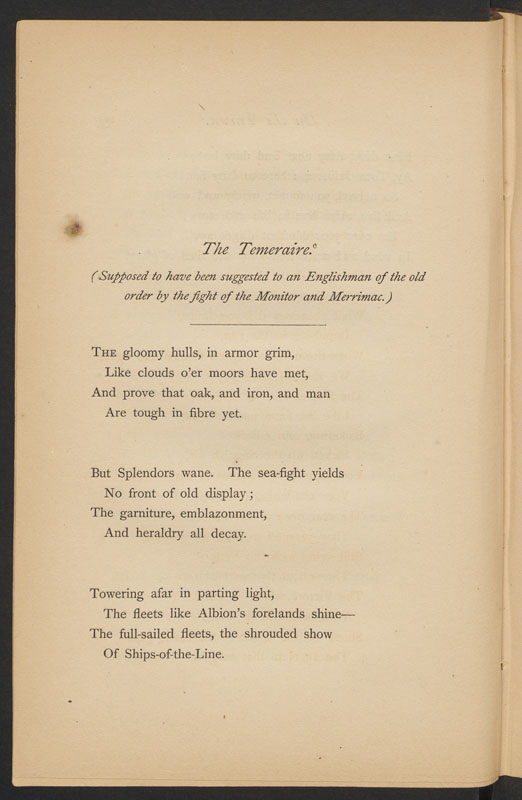 The Temeraire.c
(Supposed to have been suggested to an Englishman of the old
order by the fight of the Monitor and Merrimac.)
THE gloomy hulls, in armor grim,
Like clouds o'er moors have met,
And prove that oak, and iron, and man
Are tough in fibre yet.
But Splendors wane. The sea-fight yields
No front of old display;
The garniture, emblazonment,
And heraldry all decay.
Towering afar in parting light,
The fleets like Albion's forelands shine—
The full-sailed fleets, the shrouded show
Of Ships-of-the-Line.